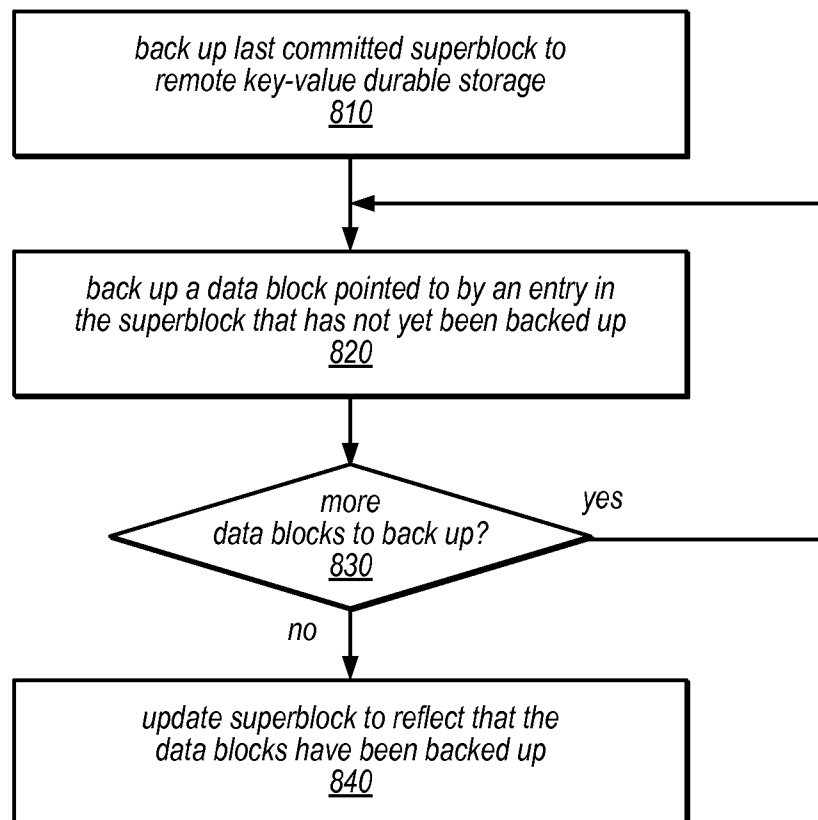 back up last committed superblock to
remote key-value durable storage
810
back up a data block pointed to by an entry in
the superblock that has not yet been backed up
820
more
data blocks to back up?
830
yes
no
update superblock to reflect that the
data blocks have been backed up
840